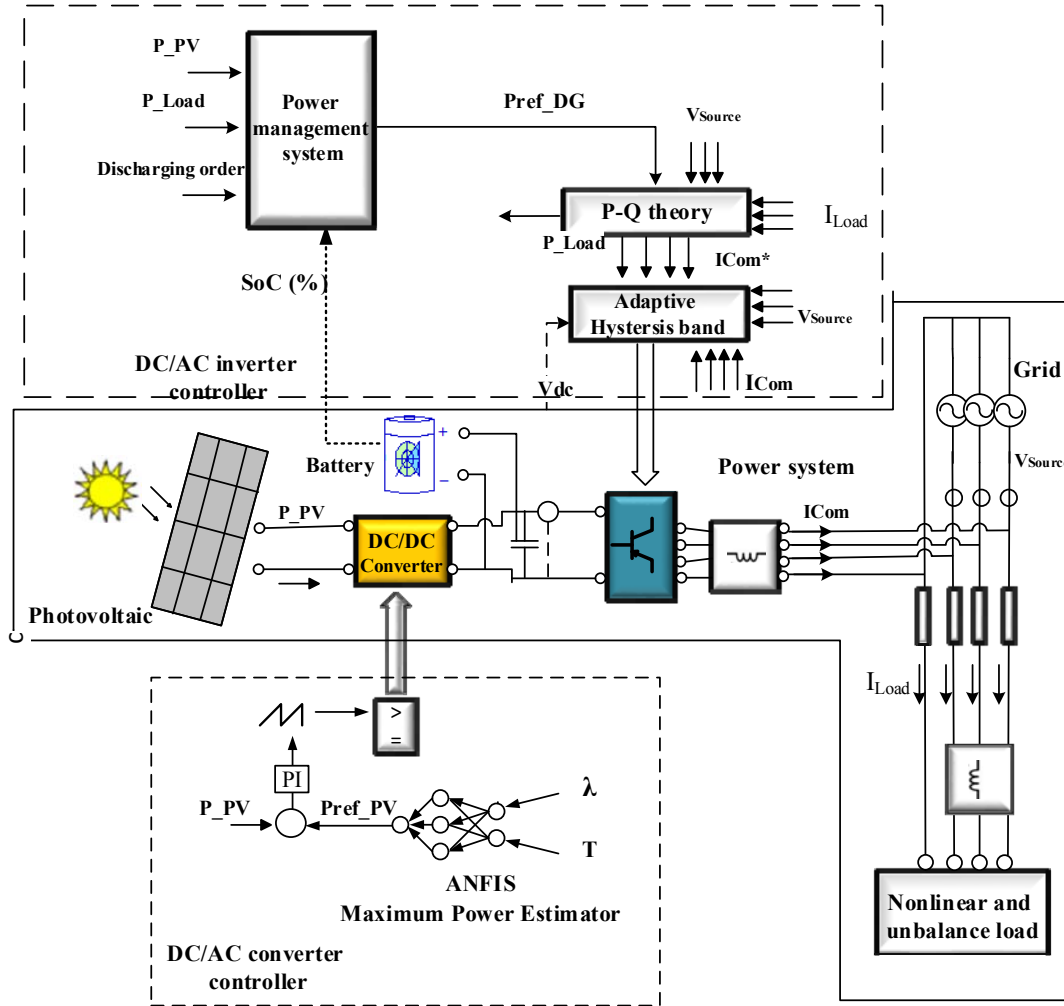 P_PV
P_Load
Discharging order
Power
management
system
Pref_DG
VSource
P-Q theory
ILoad
P_Load
ICom*
SoC (%)
Adaptive
Hystersis band
VSource
DC/AC inverter
controller
Vdc
ICom
Grid
Battery
+
−
Power system
VSource
P_PV
ICom
DC/DC
Converter
Photovoltaic
C
ILoad
>
=
PI
P_PV
Pref_PV
λ
T
ANFIS
Maximum Power Estimator
Nonlinear and
unbalance load
DC/AC converter
controller